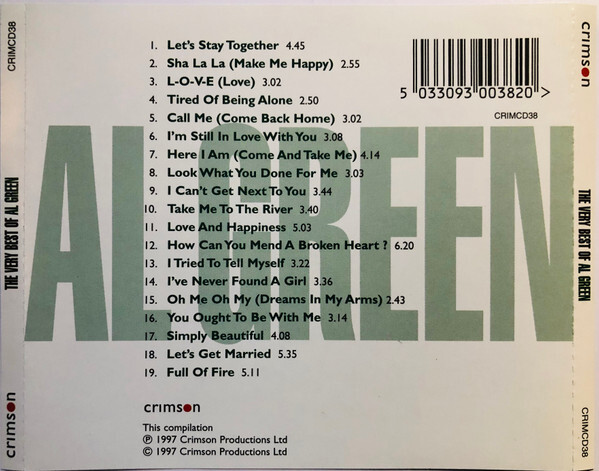 CRIMCD38
THE VERY BEST OF AL GREEN
crimson
AL GREEN
1. Let's Stay Together 4.45
2. Sha La La (Make Me Happy) 2.55
3. L-O-V-E (Love) 3.02
4. Tired Of Being Alone 2.50
5. Call Me (Come Back Home) 3.02
6. I'm Still In Love With You 3.08
7. Here I Am (Come And Take Me) 4.14
8. Look What You Done For Me 3.03
9. I Can't Get Next To You 3.44
10. Take Me To The River 3.40
11. Love And Happiness 5.03
12. How Can You Mend A Broken Heart ? 6.20
13. I Tried To Tell Myself 3.22
14. I've Never Found A Girl 3.36
15. Oh Me Oh My (Dreams In My Arms) 2.43
16. You Ought To Be With Me 3.14
17. Simply Beautiful 4.08
18. Let's Get Married 5.35
19. Full Of Fire 5.11
crimson
This compilation
℗ 1997 Crimson Productions Ltd
© 1997 Crimson Productions Ltd
5 033093 003820 >
CRIMCD38
crimson
THE VERY BEST OF AL GREEN
CRIMCD38